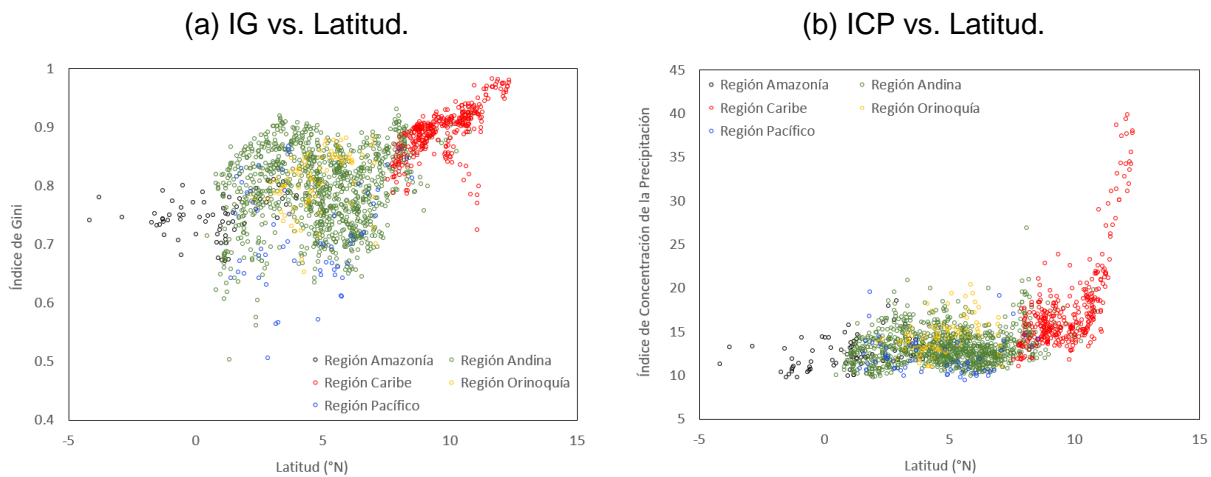 (a) IG vs. Latitud.
1
0.9
0.8
0.7
0.6
0.5
0.4
-5 0 5 10 15
Índice de Gini
Latitud (°N)
Región Amazonía Región Andina
Región Caribe Región Orinoquía
Región Pacífico
(b) ICP vs. Latitud.
45
40
35
30
25
20
15
10
5
-5 0 5 10 15
Índice de Concentración de la Precipitación
Latitud (°N)
Región Amazonía Región Andina
Región Caribe Región Orinoquía
Región Pacífico